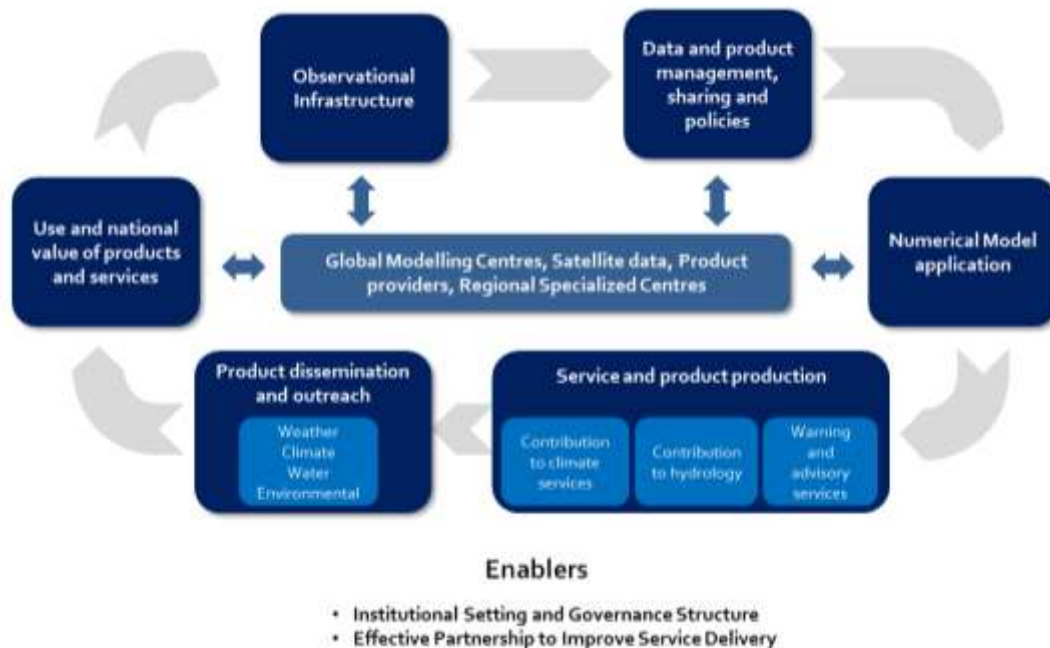 Observational
Infrastructure
Data and product
management,
sharing and
policies
Use and national
value of products
and services
Global Modelling Centres, Satellite data, Product
providers, Regional Specialized Centres
Numerical Model
application
Product dissemination
and outreach
Weather
Climate
Water
Environmental
Service and product production
Contribution
to climate
services
Contribution
to hydrology
Warning
and
advisory
services
Enablers
• Institutional Setting and Governance Structure
• Effective Partnership to Improve Service Delivery